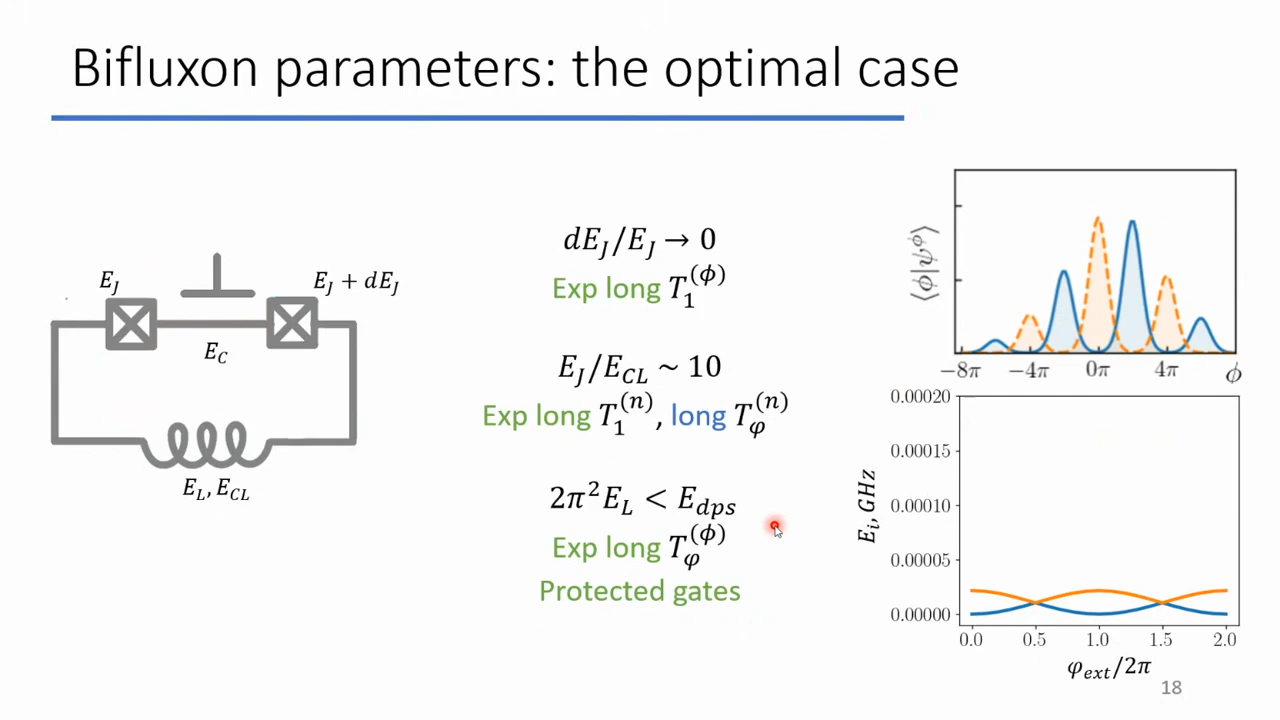 Bifluxon parameters: the optimal case
E_J
E_J + dE_J
E_C
E_L, E_CL
dE_J/E_J → 0
Exp long T_1^(ϕ)
E_J/E_CL ~ 10
Exp long T_1^(n), long T_φ^(n)
2π²E_L < E_dps
Exp long T_φ^(ϕ)
Protected gates
⟨ϕ|ψ^ϕ⟩
−8π −4π 0π 4π ϕ
E_i, GHz
0.00020
0.00015
0.00010
0.00005
0.00000
0.0 0.5 1.0 1.5 2.0
φ_ext/2π
18